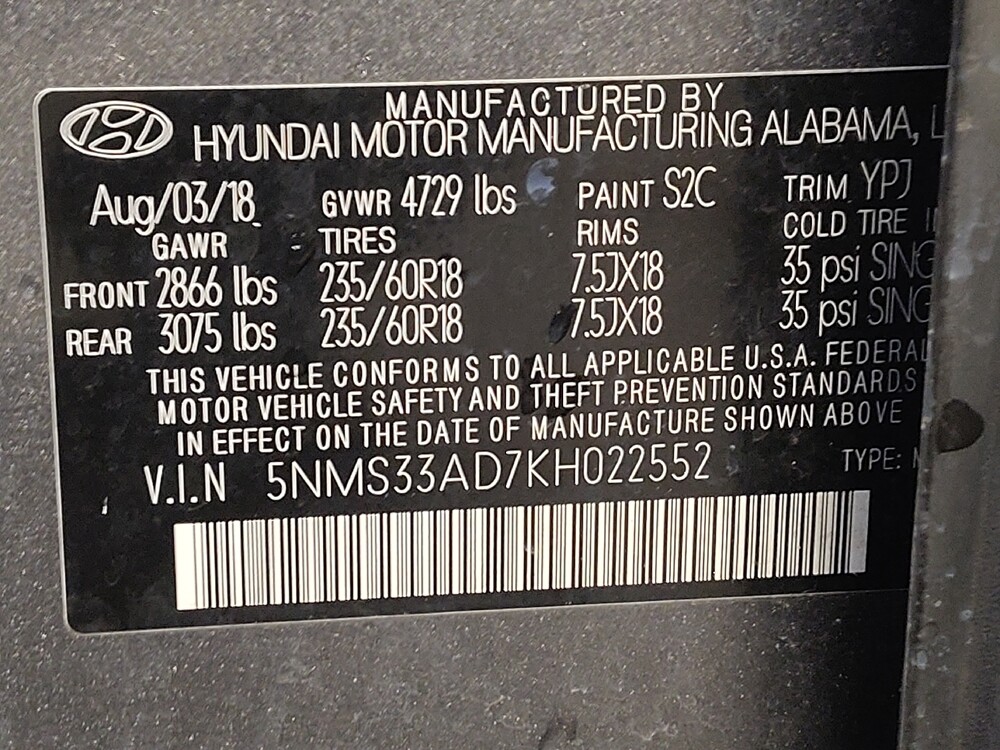 MANUFACTURED BY
HYUNDAI MOTOR MANUFACTURING ALABAMA,
Aug/03/18 GVWR 4729 lbs PAINT S2C TRIM YPJ
GAWR TIRES RIMS COLD TIRE
FRONT 2866 lbs 235/60R18 7.5JX18 35 psi SING
REAR 3075 lbs 235/60R18 7.5JX18 35 psi SING
THIS VEHICLE CONFORMS TO ALL APPLICABLE U.S.A. FEDERAL
MOTOR VEHICLE SAFETY AND THEFT PREVENTION STANDARDS
IN EFFECT ON THE DATE OF MANUFACTURE SHOWN ABOVE
V.I.N 5NMS33AD7KH022552 TYPE: